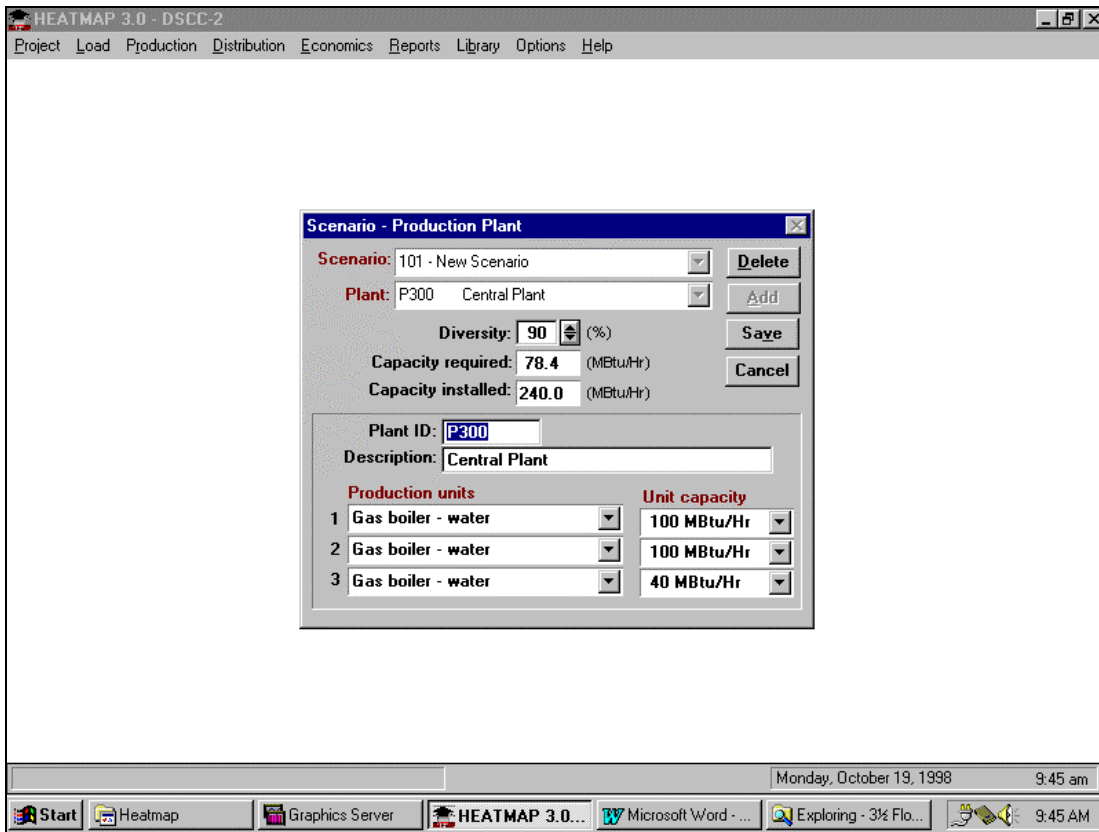 HEATMAP 3.0 - DSCC-2
Project Load Production Distribution Economics Reports Library Options Help
Scenario - Production Plant
Scenario: 101 - New Scenario Delete
Plant: P300 Central Plant Add
Diversity: 90 (%) Save
Capacity required: 78.4 (MBtu/Hr) Cancel
Capacity installed: 240.0 (MBtu/Hr)
Plant ID: P300
Description: Central Plant
Production units Unit capacity
1 Gas boiler - water 100 MBtu/Hr
2 Gas boiler - water 100 MBtu/Hr
3 Gas boiler - water 40 MBtu/Hr
Monday, October 19, 1998 9:45 am
Start Heatmap Graphics Server HEATMAP 3.0... Microsoft Word - ... Exploring - 3½ Flo... 9:45 AM